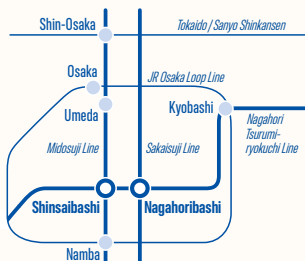 Shin-Osaka
Tokaido / Sanyo Shinkansen
Osaka
JR Osaka Loop Line
Umeda
Kyobashi
Nagahori
Tsurumi-
ryokuchi Line
Midosuji Line
Sakaisuji Line
Shinsaibashi
Nagahoribashi
Namba